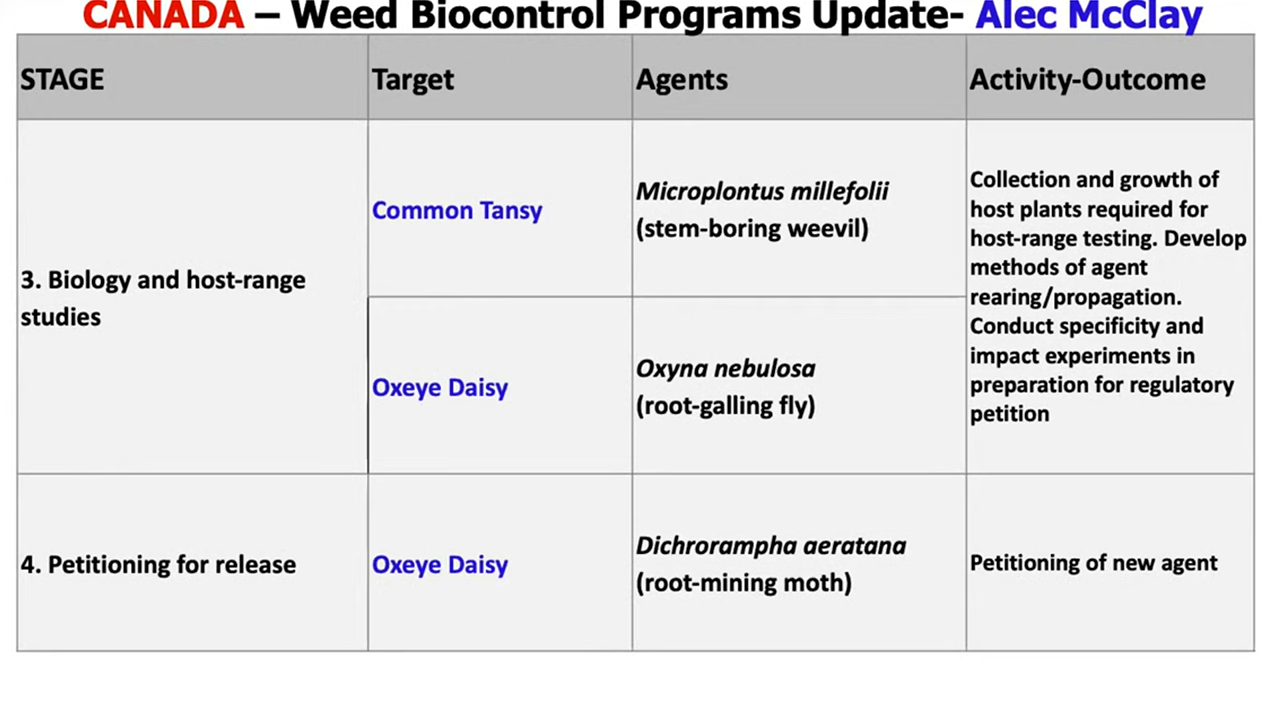 CANADA – Weed Biocontrol Programs Update- Alec McClay
STAGE
Target
Agents
Activity-Outcome
3. Biology and host-range
studies
Common Tansy
Microplontus millefolii
(stem-boring weevil)
Oxeye Daisy
Oxyna nebulosa
(root-galling fly)
Collection and growth of
host plants required for
host-range testing. Develop
methods of agent
rearing/propagation.
Conduct specificity and
impact experiments in
preparation for regulatory
petition
4. Petitioning for release
Oxeye Daisy
Dichrorampha aeratana
(root-mining moth)
Petitioning of new agent